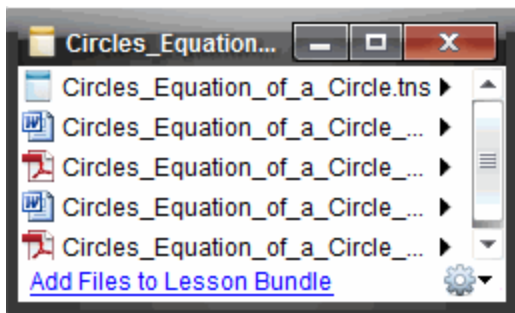 Circles_Equation...
Circles_Equation_of_a_Circle.tns
Circles_Equation_of_a_Circle_...
Circles_Equation_of_a_Circle_...
Circles_Equation_of_a_Circle_...
Circles_Equation_of_a_Circle_...
Add Files to Lesson Bundle